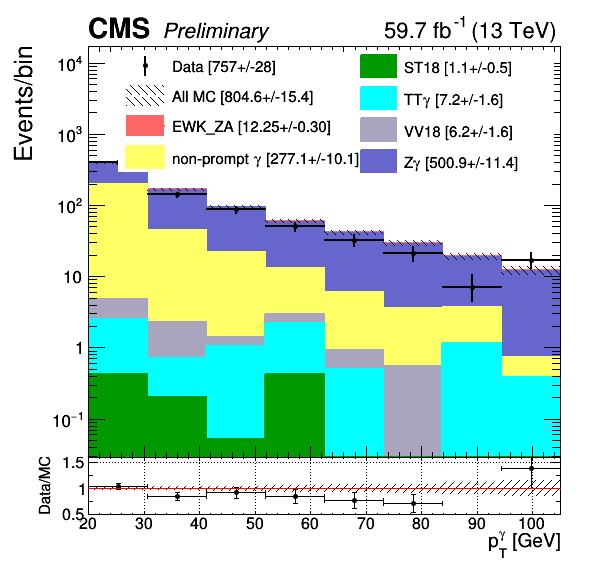 CMS Preliminary 59.7 fb⁻¹ (13 TeV)
Events/bin
Data [757+/-28]
All MC [804.6+/-15.4]
EWK_ZA [12.25+/-0.30]
non-prompt γ [277.1+/-10.1]
ST18 [1.1+/-0.5]
TTγ [7.2+/-1.6]
VV18 [6.2+/-1.6]
Zγ [500.9+/-11.4]
10⁴
10³
10²
10
1
10⁻¹
Data/MC
1.5
1
0.5
20 30 40 50 60 70 80 90 100
p_T^γ [GeV]